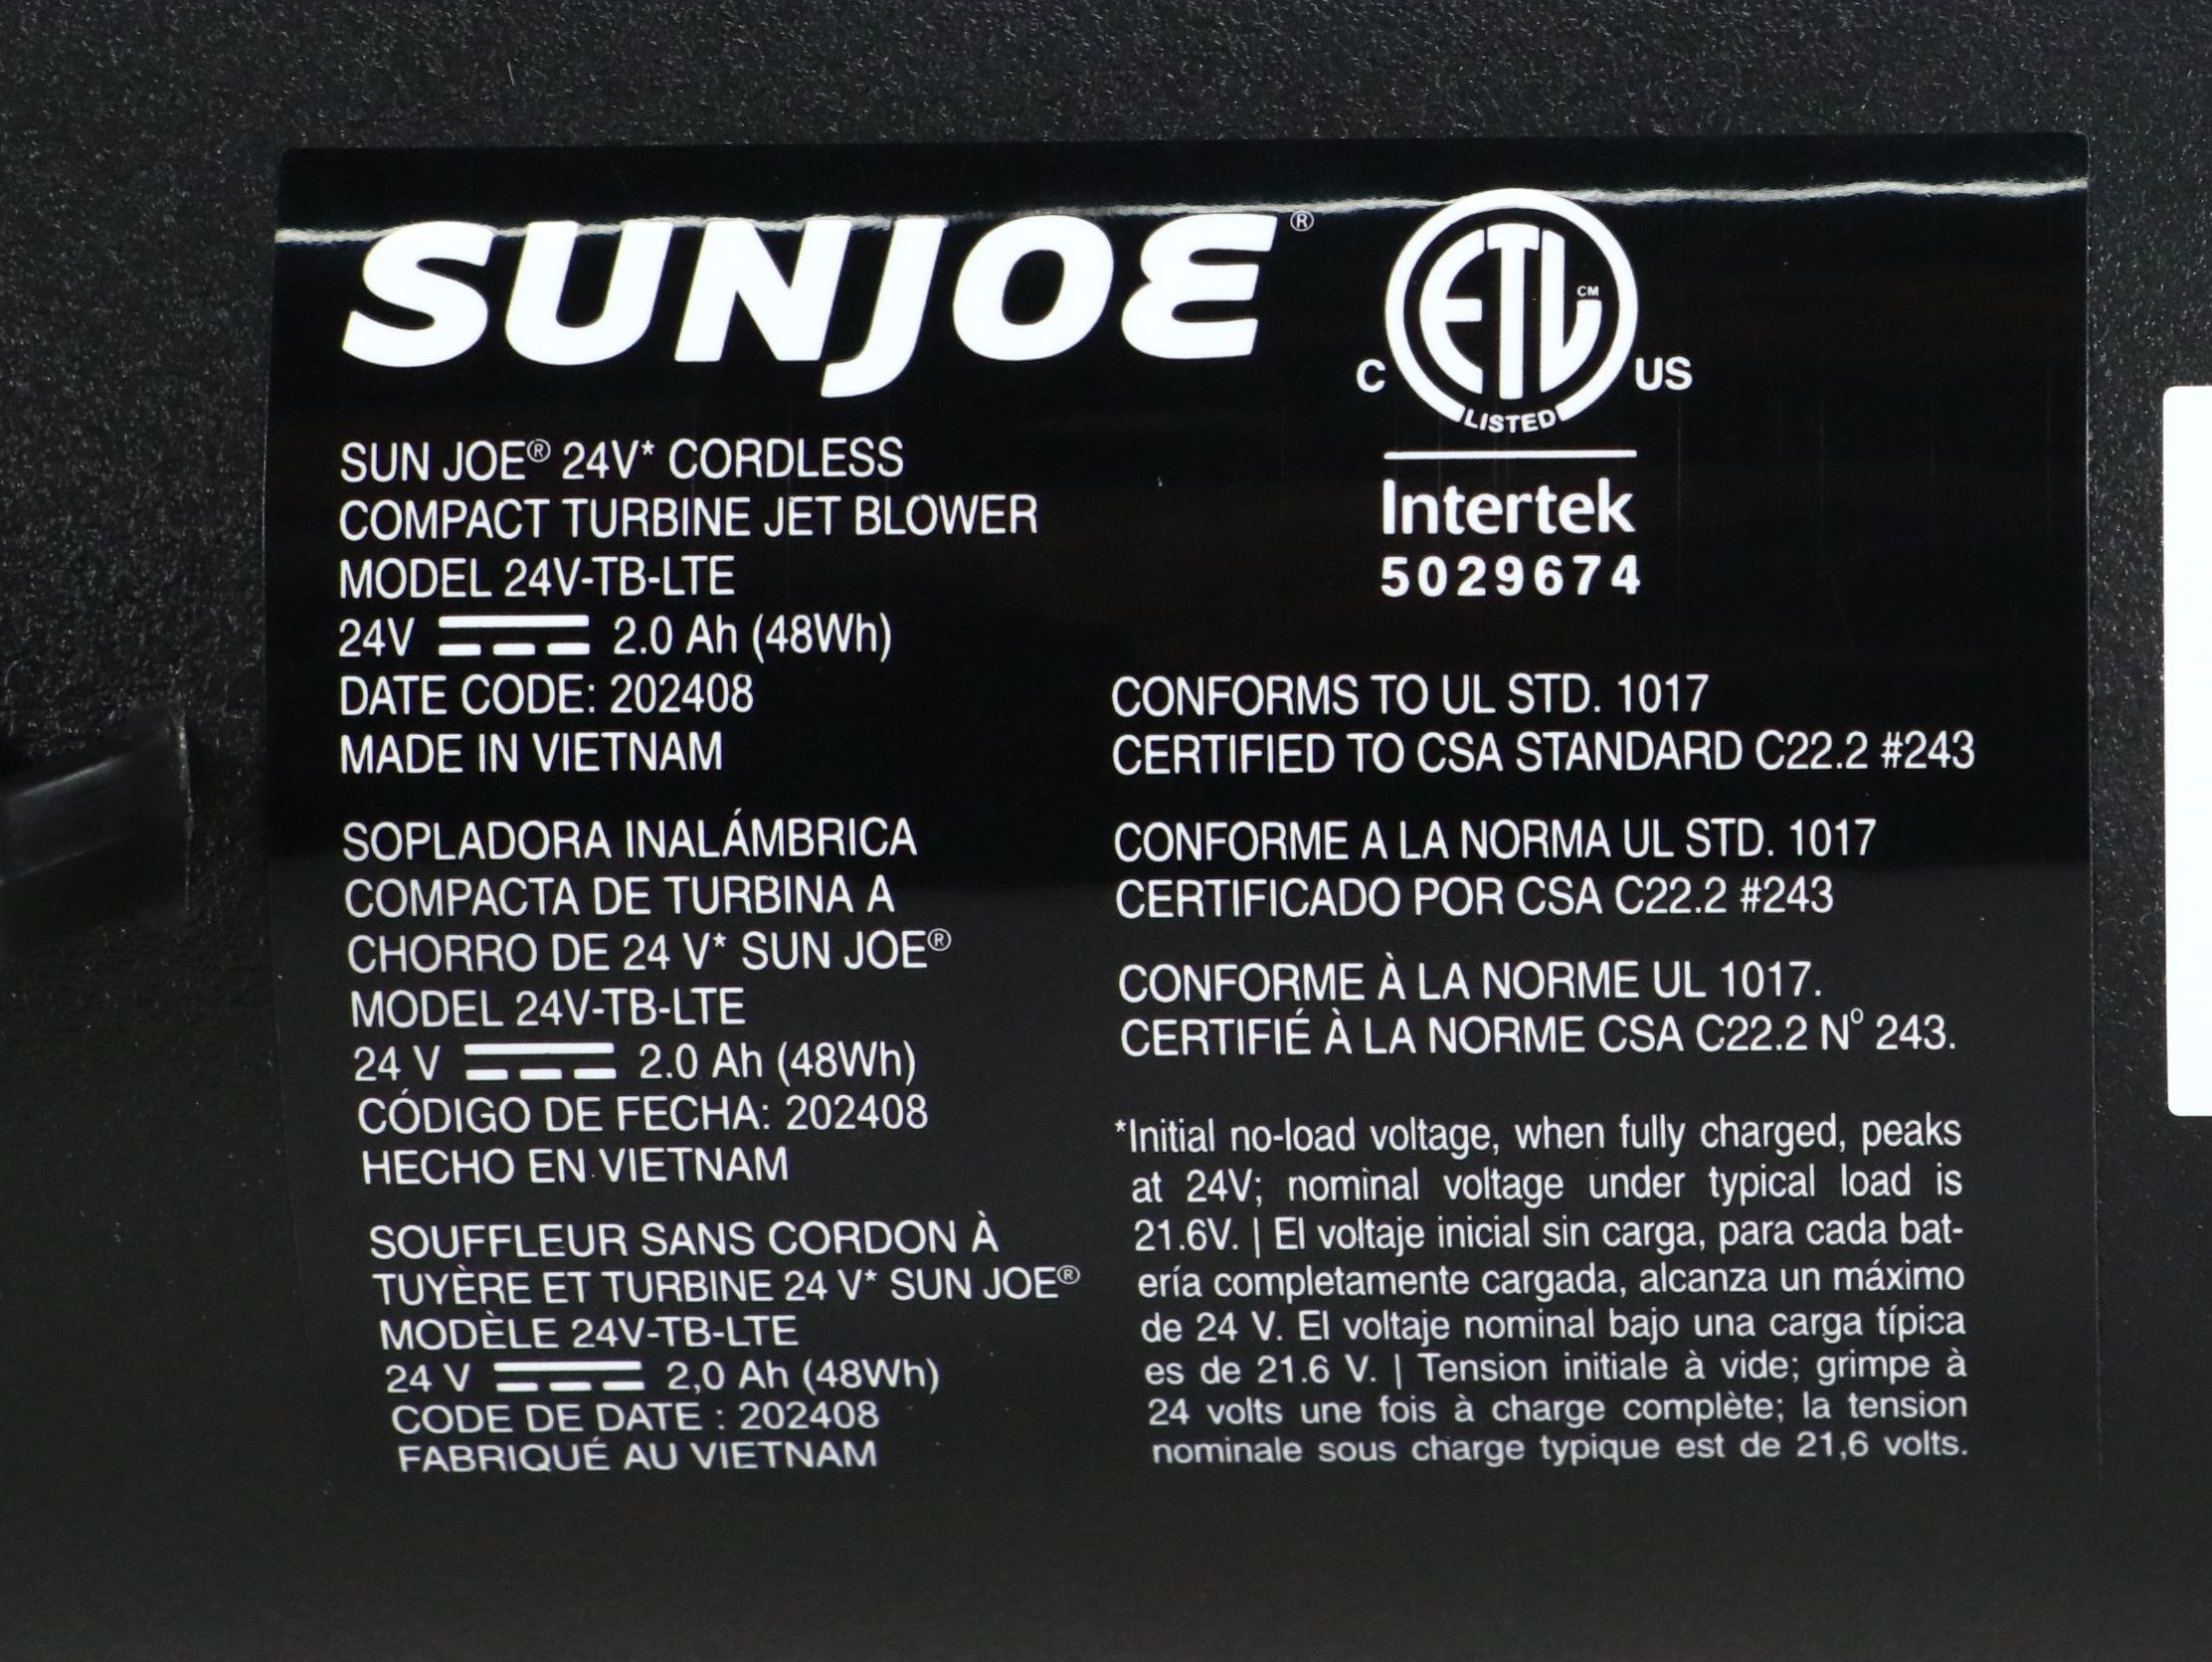 SUNJOE®
SUN JOE® 24V* CORDLESS
COMPACT TURBINE JET BLOWER
MODEL 24V-TB-LTE
24V ⎓ 2.0 Ah (48Wh)
DATE CODE: 202408
MADE IN VIETNAM
SOPLADORA INALÁMBRICA
COMPACTA DE TURBINA A
CHORRO DE 24 V* SUN JOE®
MODEL 24V-TB-LTE
24 V ⎓ 2.0 Ah (48Wh)
CÓDIGO DE FECHA: 202408
HECHO EN VIETNAM
SOUFFLEUR SANS CORDON À
TUYÈRE ET TURBINE 24 V* SUN JOE®
MODÈLE 24V-TB-LTE
24 V ⎓ 2,0 Ah (48Wh)
CODE DE DATE : 202408
FABRIQUÉ AU VIETNAM
ETL CM
C US
LISTED
Intertek
5029674
CONFORMS TO UL STD. 1017
CERTIFIED TO CSA STANDARD C22.2 #243
CONFORME A LA NORMA UL STD. 1017
CERTIFICADO POR CSA C22.2 #243
CONFORME À LA NORME UL 1017.
CERTIFIÉ À LA NORME CSA C22.2 Nº 243.
*Initial no-load voltage, when fully charged, peaks
at 24V; nominal voltage under typical load is
21.6V. | El voltaje inicial sin carga, para cada bat-
ería completamente cargada, alcanza un máximo
de 24 V. El voltaje nominal bajo una carga típica
es de 21.6 V. | Tension initiale à vide; grimpe à
24 volts une fois à charge complète; la tension
nominale sous charge typique est de 21,6 volts.